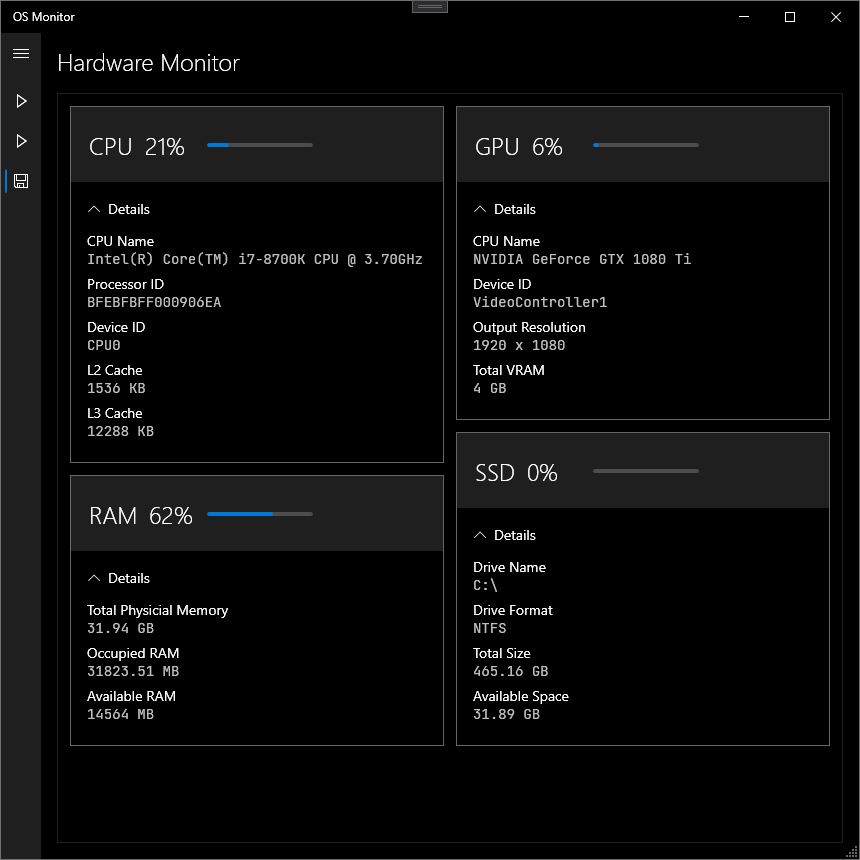 OS Monitor
Hardware Monitor
CPU 21%
Details
CPU Name
Intel(R) Core(TM) i7-8700K CPU @ 3.70GHz
Processor ID
BFEBFBFF000906EA
Device ID
CPU0
L2 Cache
1536 KB
L3 Cache
12288 KB
RAM 62%
Details
Total Physicial Memory
31.94 GB
Occupied RAM
31823.51 MB
Available RAM
14564 MB
GPU 6%
Details
CPU Name
NVIDIA GeForce GTX 1080 Ti
Device ID
VideoController1
Output Resolution
1920 x 1080
Total VRAM
4 GB
SSD 0%
Details
Drive Name
C:\
Drive Format
NTFS
Total Size
465.16 GB
Available Space
31.89 GB